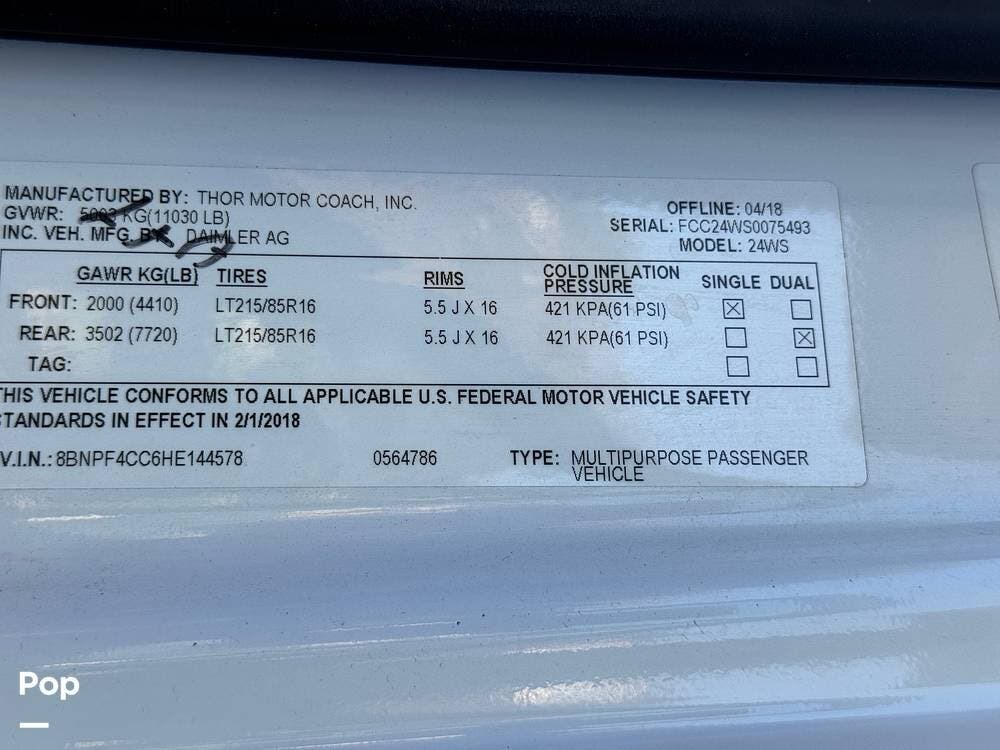 MANUFACTURED BY: THOR MOTOR COACH, INC.
GVWR: 5003 KG(11030 LB)
INC. VEH. MFG. BY: DAIMLER AG
OFFLINE: 04/18
SERIAL: FCC24WS0075493
MODEL: 24WS
GAWR KG(LB) TIRES RIMS COLD INFLATION PRESSURE SINGLE DUAL
FRONT: 2000 (4410) LT215/85R16 5.5 J X 16 421 KPA(61 PSI) ☒ ☐
REAR: 3502 (7720) LT215/85R16 5.5 J X 16 421 KPA(61 PSI) ☐ ☒
TAG: ☐ ☐
THIS VEHICLE CONFORMS TO ALL APPLICABLE U.S. FEDERAL MOTOR VEHICLE SAFETY
STANDARDS IN EFFECT IN 2/1/2018
V.I.N.: 8BNPF4CC6HE144578 0564786 TYPE: MULTIPURPOSE PASSENGER
VEHICLE
Pop